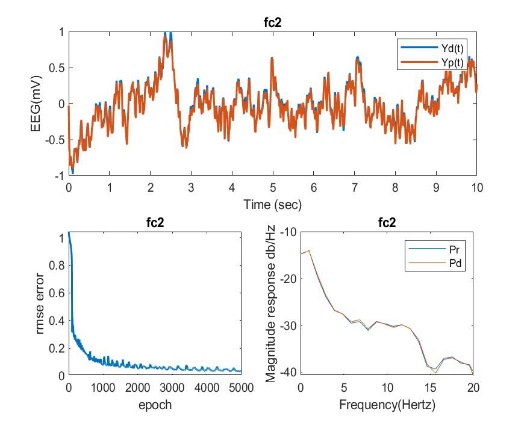 fc2
EEG(mV)
1
0.5
0
-0.5
-1
Yd(t)
Yp(t)
0 1 2 3 4 5 6 7 8 9 10
Time (sec)
fc2
rmse error
1
0.8
0.6
0.4
0.2
0
0 1000 2000 3000 4000 5000
epoch
fc2
Magnitude response db/Hz
-10
-20
-30
-40
Pr
Pd
0 5 10 15 20
Frequency(Hertz)